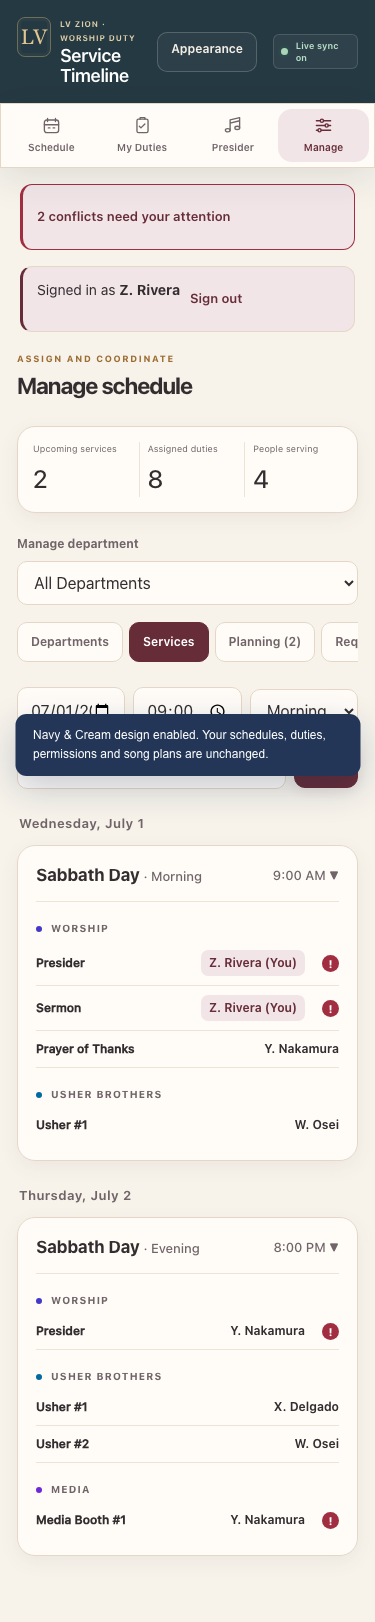 LV
LV ZION ·
WORSHIP DUTY
Service
Timeline
Appearance
Live sync
on
Schedule
My Duties
Presider
Manage
2 conflicts need your attention
Signed in as Z. Rivera
Sign out
ASSIGN AND COORDINATE
Manage schedule
Upcoming services
Assigned duties
People serving
2
8
4
Manage department
All Departments
Departments
Services
Planning (2)
Req
07/01/20
09:00
Morning
Navy & Cream design enabled. Your schedules, duties,
permissions and song plans are unchanged.
Wednesday, July 1
Sabbath Day · Morning
9:00 AM ▼
WORSHIP
Presider
Z. Rivera (You)
!
Sermon
Z. Rivera (You)
!
Prayer of Thanks
Y. Nakamura
USHER BROTHERS
Usher #1
W. Osei
Thursday, July 2
Sabbath Day · Evening
8:00 PM ▼
WORSHIP
Presider
Y. Nakamura
!
USHER BROTHERS
Usher #1
X. Delgado
Usher #2
W. Osei
MEDIA
Media Booth #1
Y. Nakamura
!